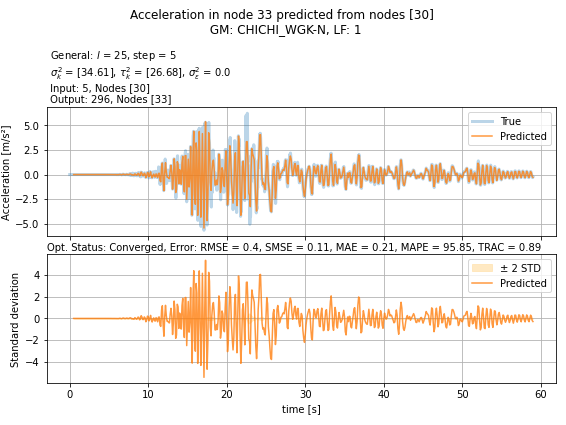 Acceleration in node 33 predicted from nodes [30]
GM: CHICHI_WGK-N, LF: 1
General: l = 25, step = 5
σ²ₖ = [34.61], τ²ₖ = [26.68], σ²ₑ = 0.0
Input: 5, Nodes [30]
Output: 296, Nodes [33]
Acceleration [m/s²]
5.0
2.5
0.0
−2.5
−5.0
True
Predicted
Opt. Status: Converged, Error: RMSE = 0.4, SMSE = 0.11, MAE = 0.21, MAPE = 95.85, TRAC = 0.89
Standard deviation
4
2
0
−2
−4
± 2 STD
Predicted
0 10 20 30 40 50 60
time [s]